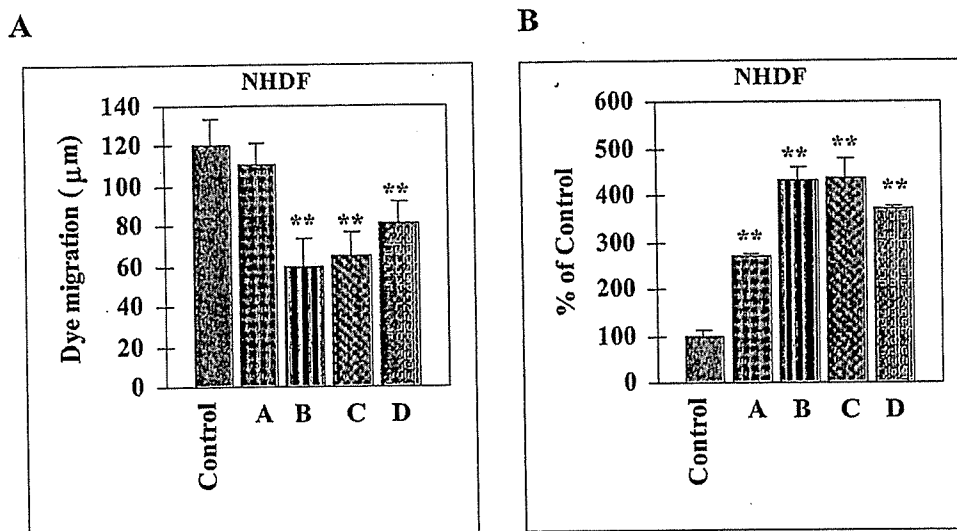 A
NHDF
Dye migration (μm)
140
120
100
80
60
40
20
0
**
**
**
Control
A
B
C
D
B
NHDF
% of Control
600
500
400
300
200
100
0
**
**
**
**
Control
A
B
C
D